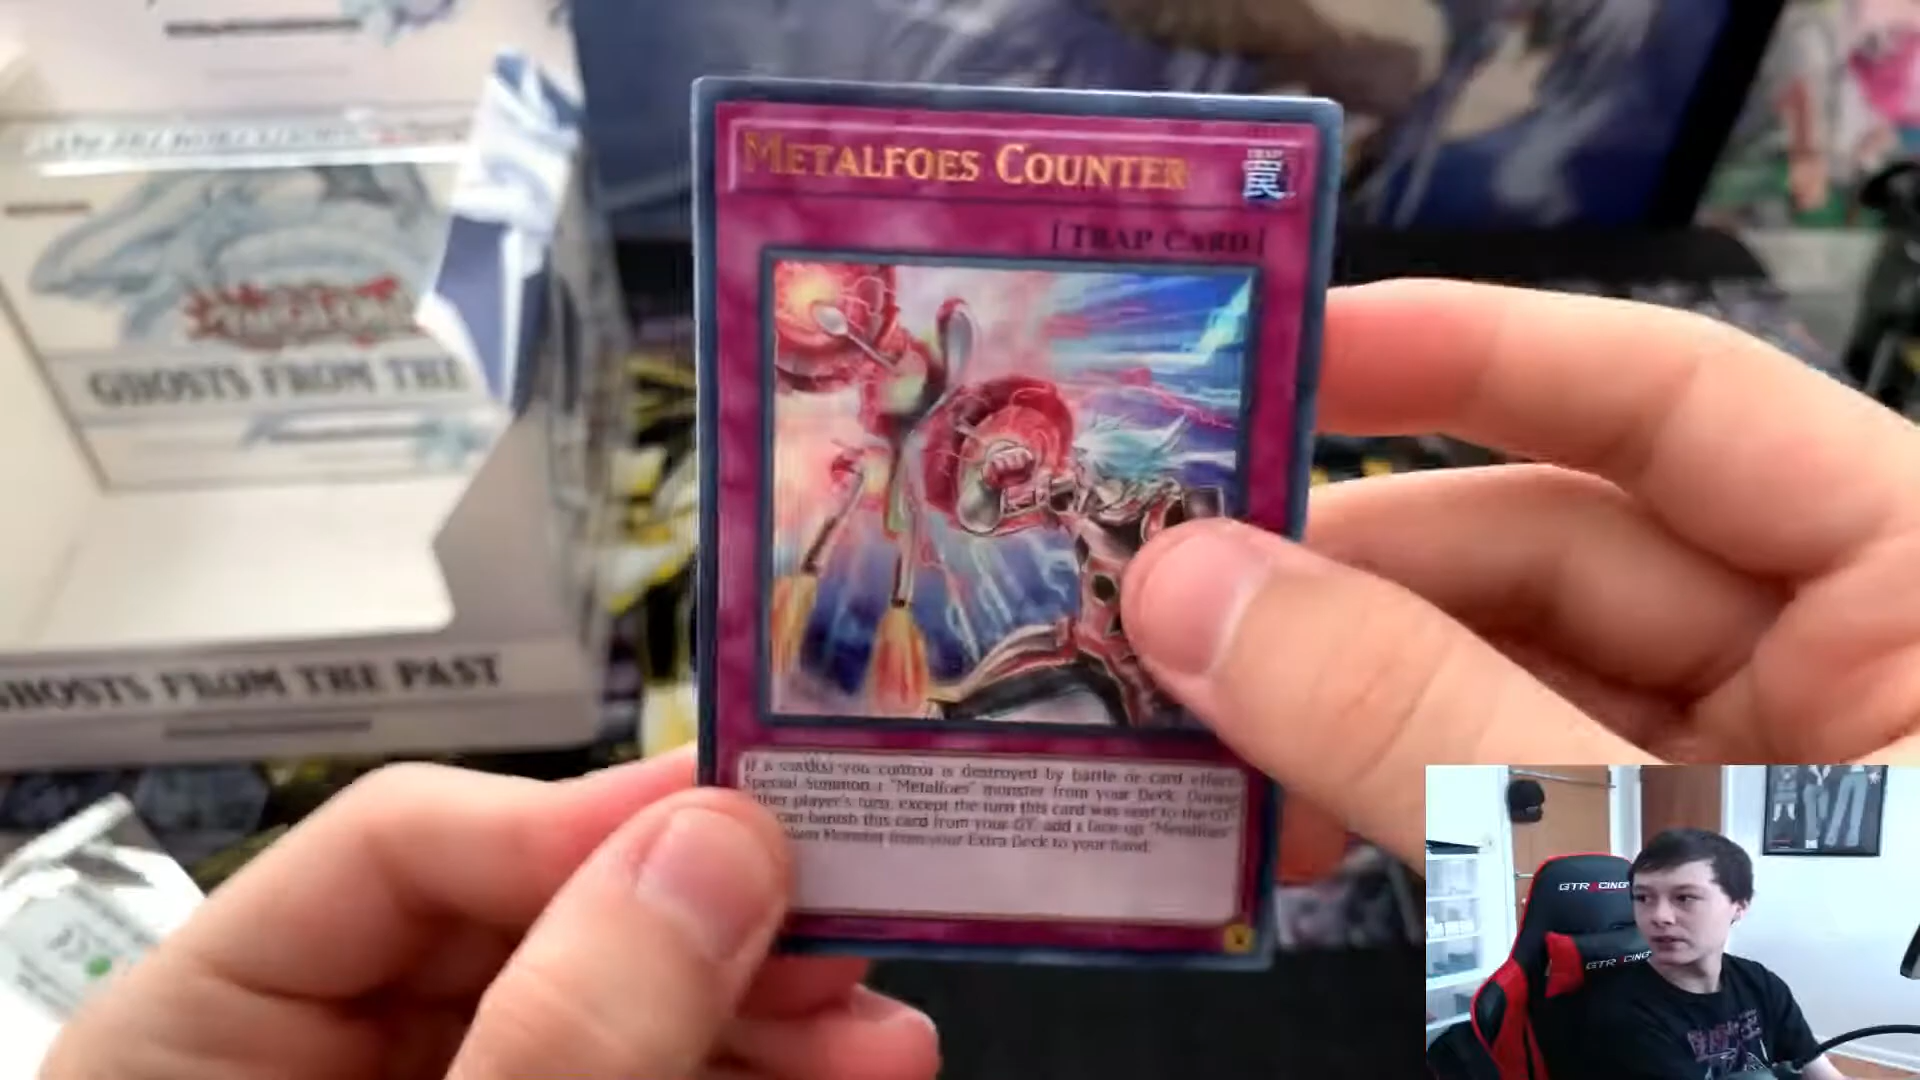 METALFOES COUNTER
TRAP
罠
[TRAP CARD]
If a card(s) you control is destroyed by battle or card effect:
Special Summon 1 "Metalfoes" monster from your Deck. During
player's turn, except the turn this card was sent to the GY:
can banish this card from your GY; add 1 face-up "Metalfoes"
Monster from your Extra Deck to your hand.
GHOSTS FROM THE
GHOSTS FROM THE PAST
GTRACING
GTRACING